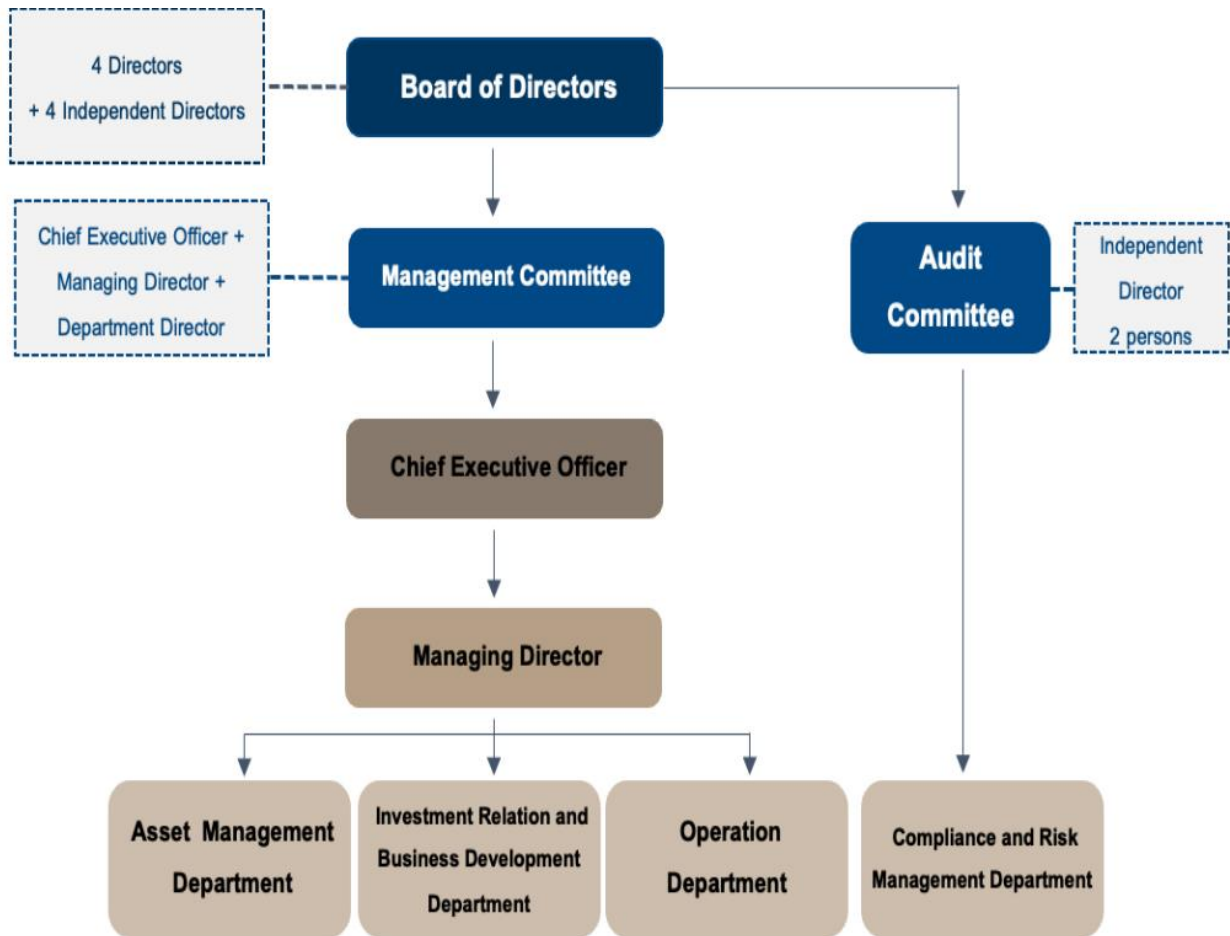 4 Directors
+ 4 Independent Directors
Board of Directors
Chief Executive Officer +
Managing Director +
Department Director
Management Committee
Audit
Committee
Independent
Director
2 persons
Chief Executive Officer
Managing Director
Asset Management
Department
Investment Relation and
Business Development
Department
Operation
Department
Compliance and Risk
Management Department